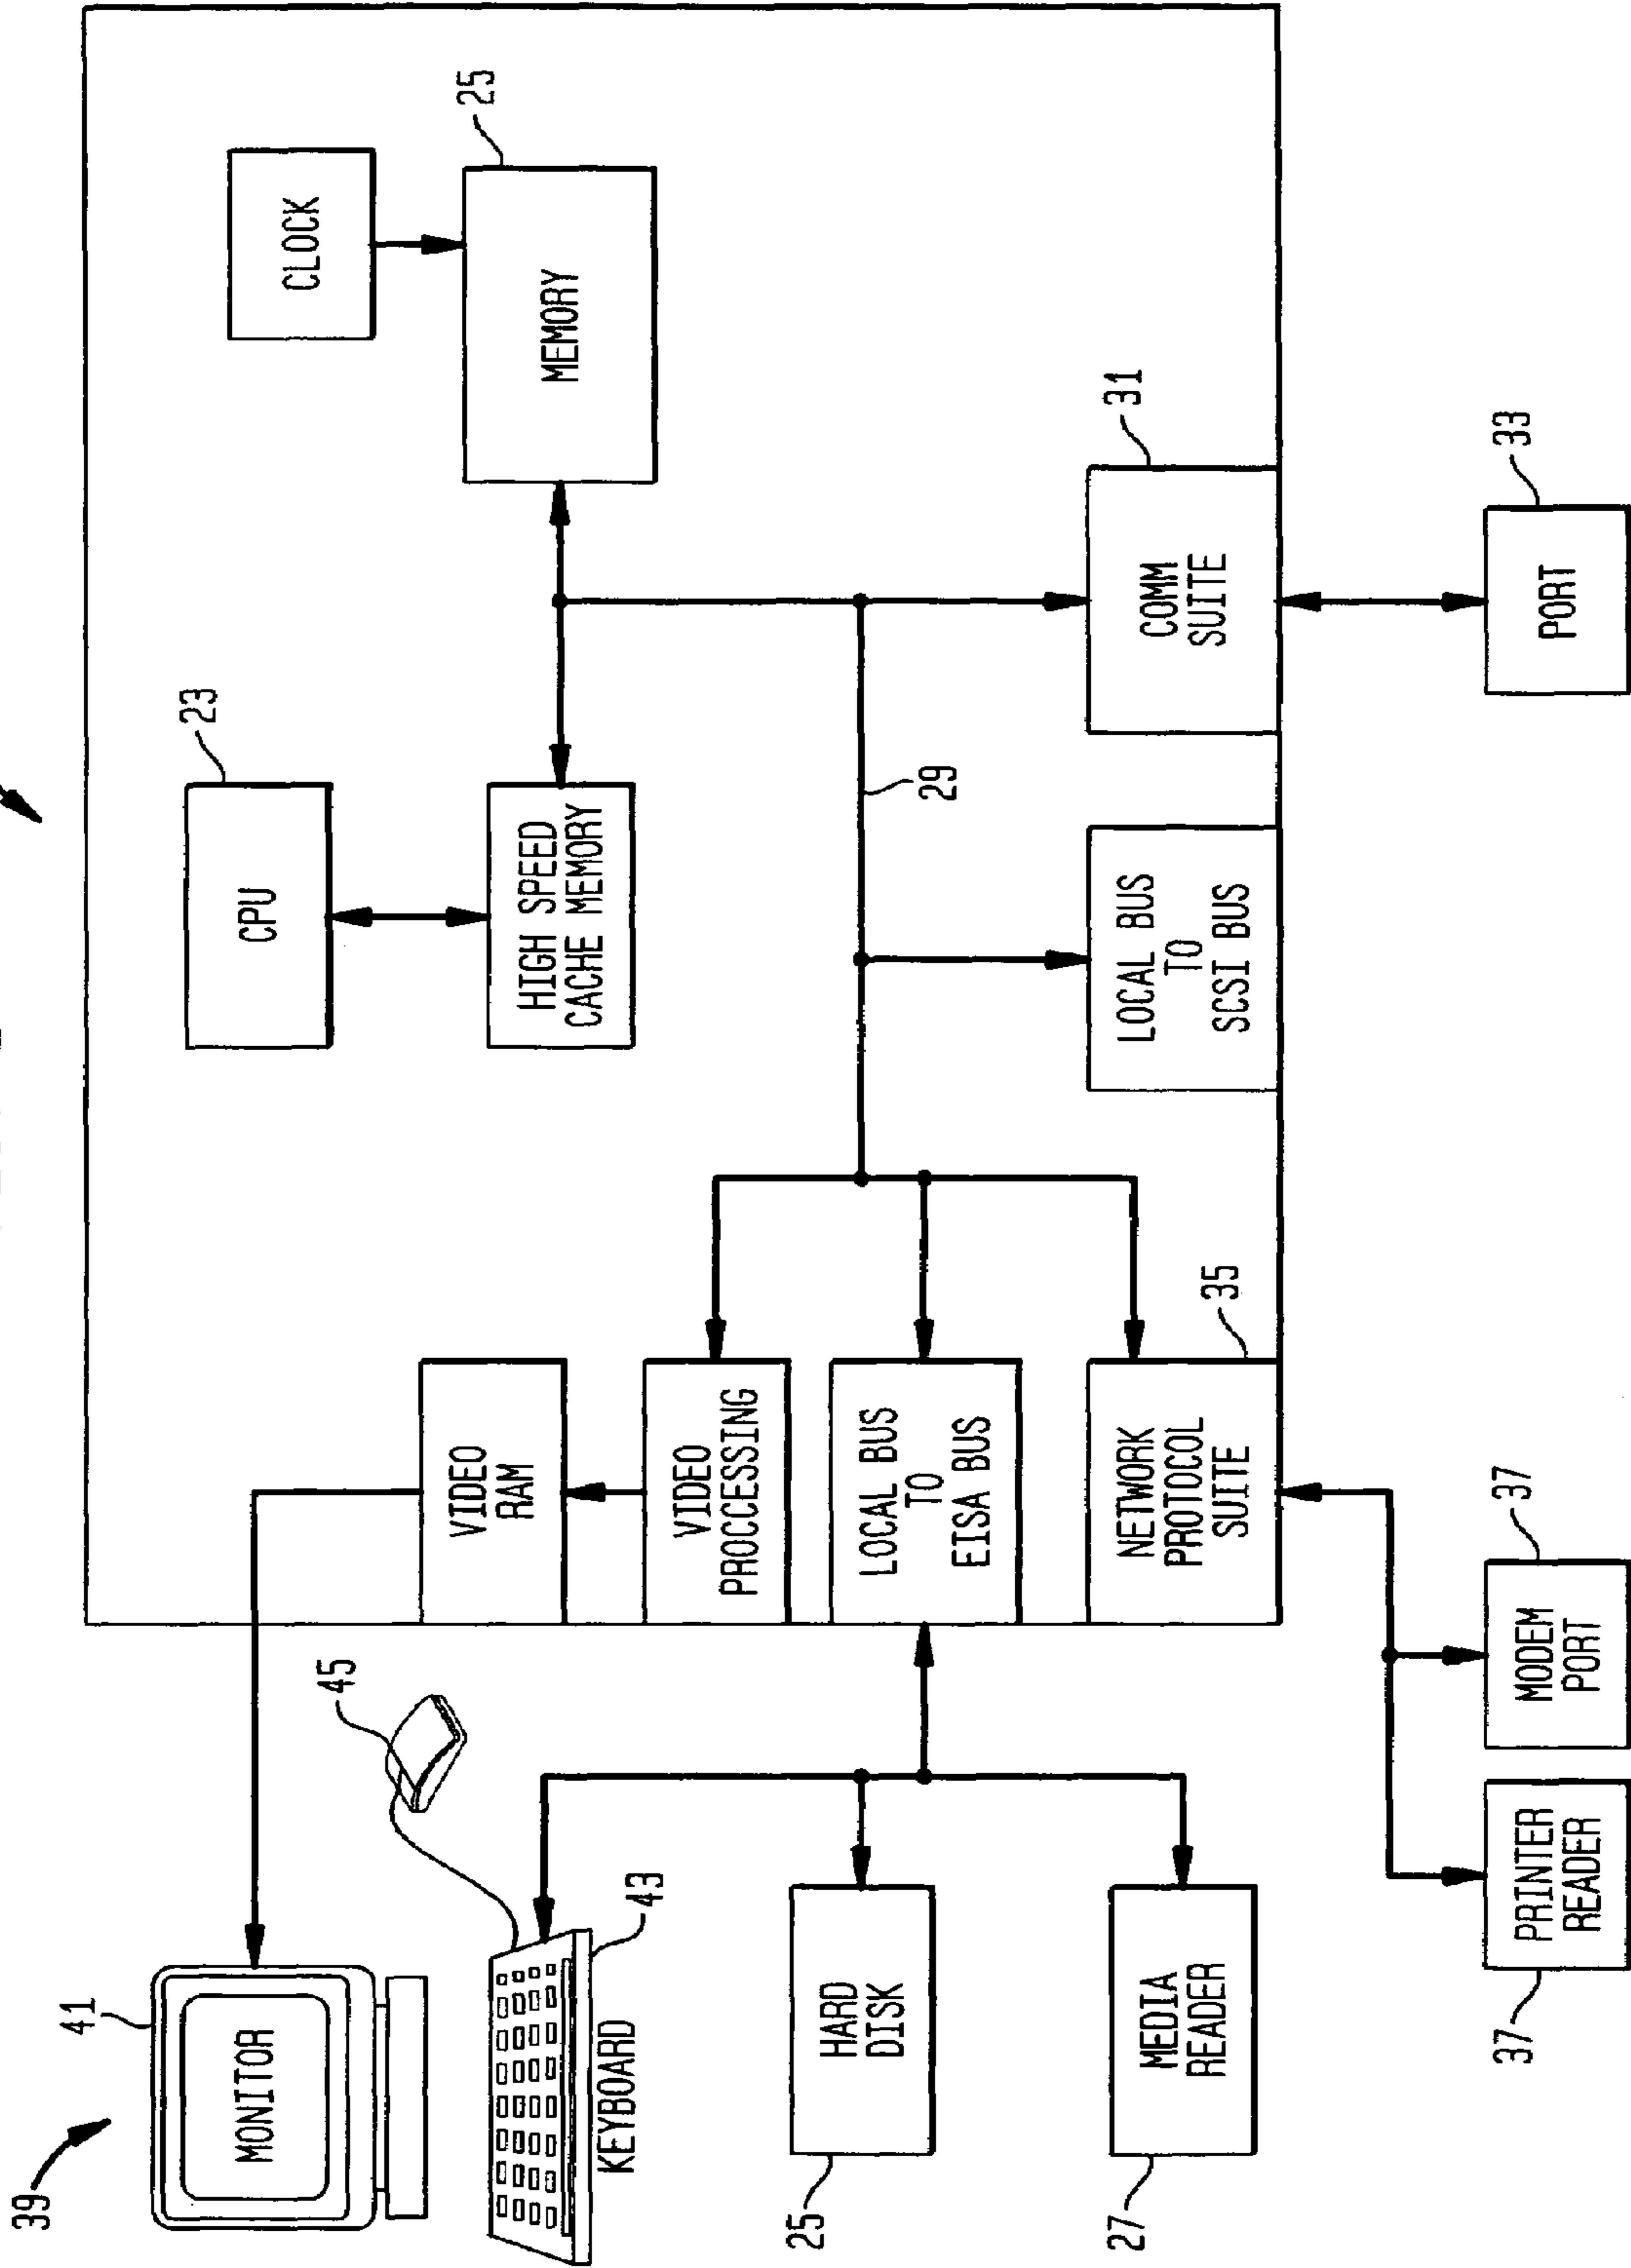 39
41
MONITOR
23
CPU
CLOCK
45
25
VIDEO
RAM
HIGH SPEED
CACHE MEMORY
MEMORY
KEYBOARD
43
VIDEO
PROCCESSING
25
HARD
DISK
LOCAL BUS
TO
EISA BUS
29
27
MEDIA
READER
NETWORK
PROTOCOL
SUITE
35
LOCAL BUS
TO
SCSI BUS
COMM
SUITE
31
37
PRINTER
READER
MODEM
PORT
37
PORT
33